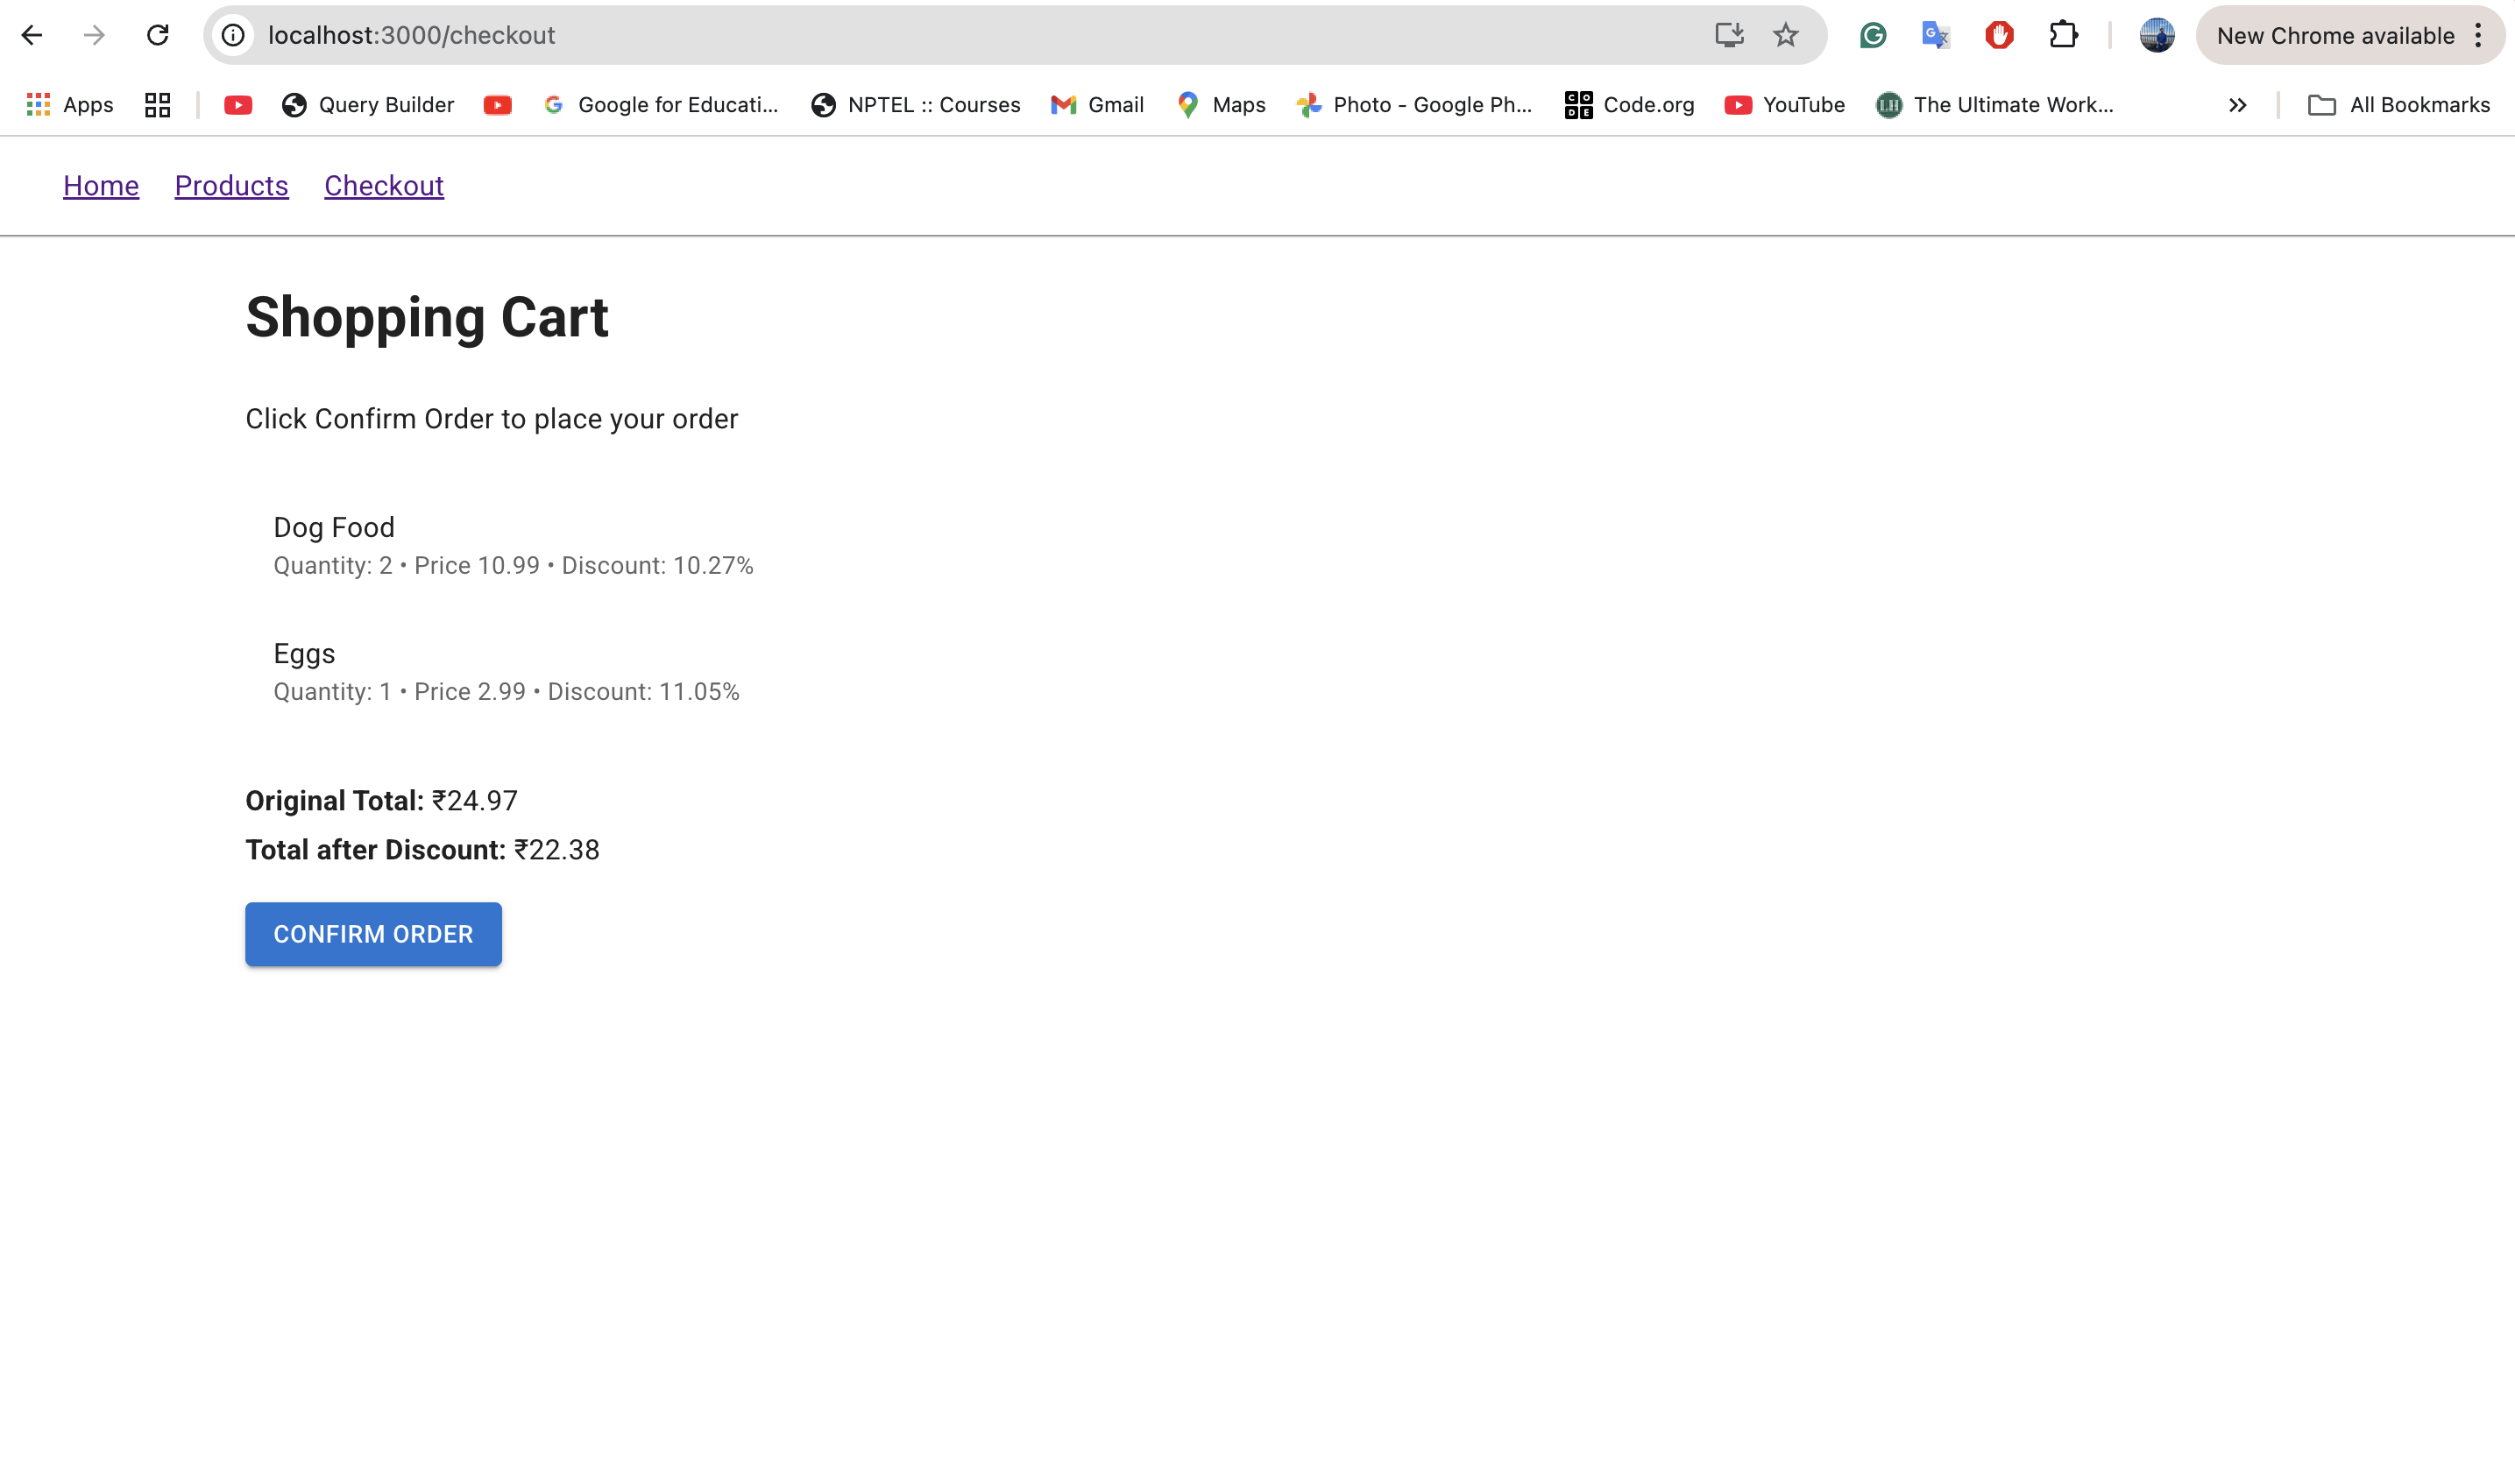 localhost:3000/checkout
New Chrome available
Apps
Query Builder
Google for Educati...
NPTEL :: Courses
Gmail
Maps
Photo - Google Ph...
Code.org
YouTube
The Ultimate Work...
All Bookmarks
Home Products Checkout
Shopping Cart
Click Confirm Order to place your order
Dog Food
Quantity: 2 • Price 10.99 • Discount: 10.27%
Eggs
Quantity: 1 • Price 2.99 • Discount: 11.05%
Original Total: ₹24.97
Total after Discount: ₹22.38
CONFIRM ORDER